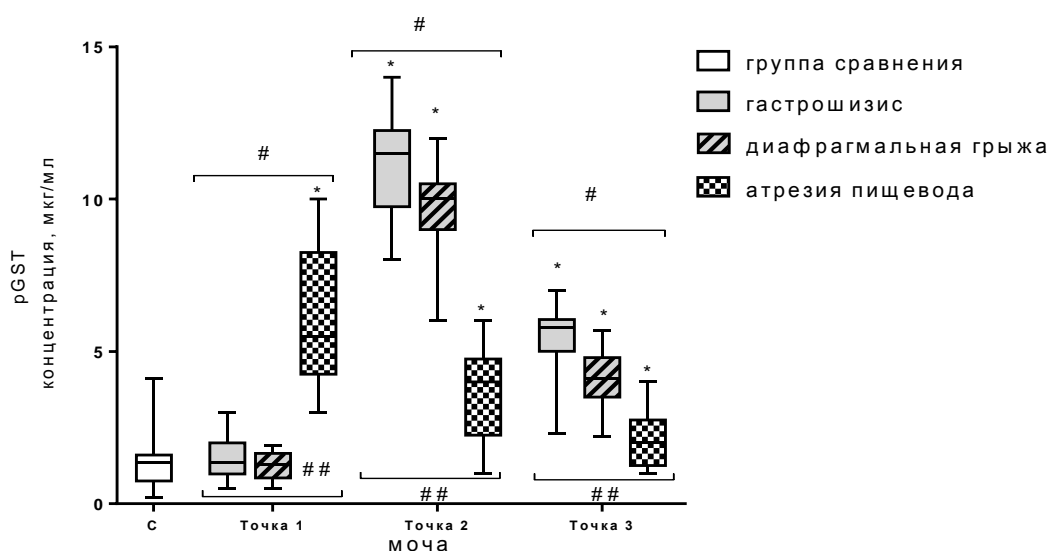 pGST
концентрация, мкг/мл
15
10
5
0
#
#
#
*
*
*
*
*
*
*
##
##
##
С
Точка 1
Точка 2
Точка 3
моча
группа сравнения
гастрошизис
диафрагмальная грыжа
атрезия пищевода